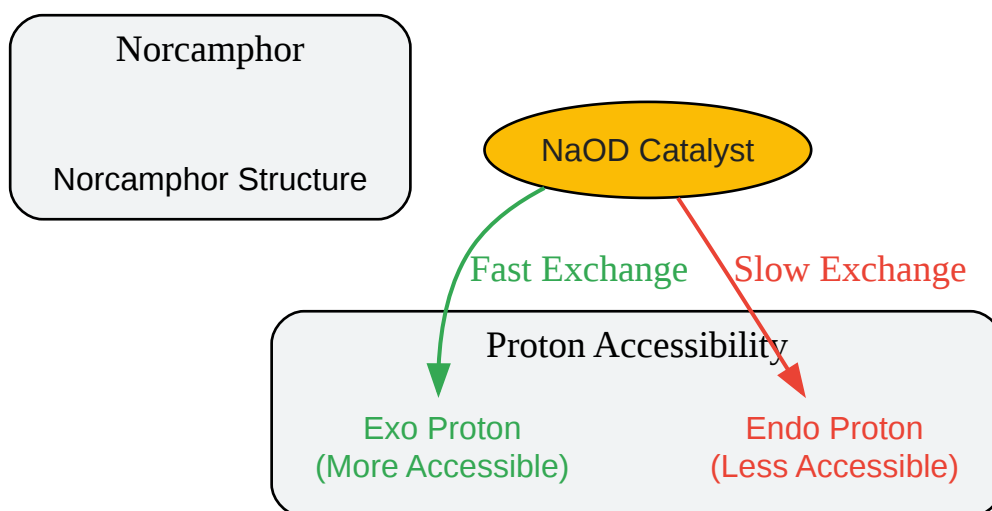 Norcamphor
Norcamphor Structure
NaOD Catalyst
Fast Exchange
Slow Exchange
Proton Accessibility
Exo Proton
(More Accessible)
Endo Proton
(Less Accessible)